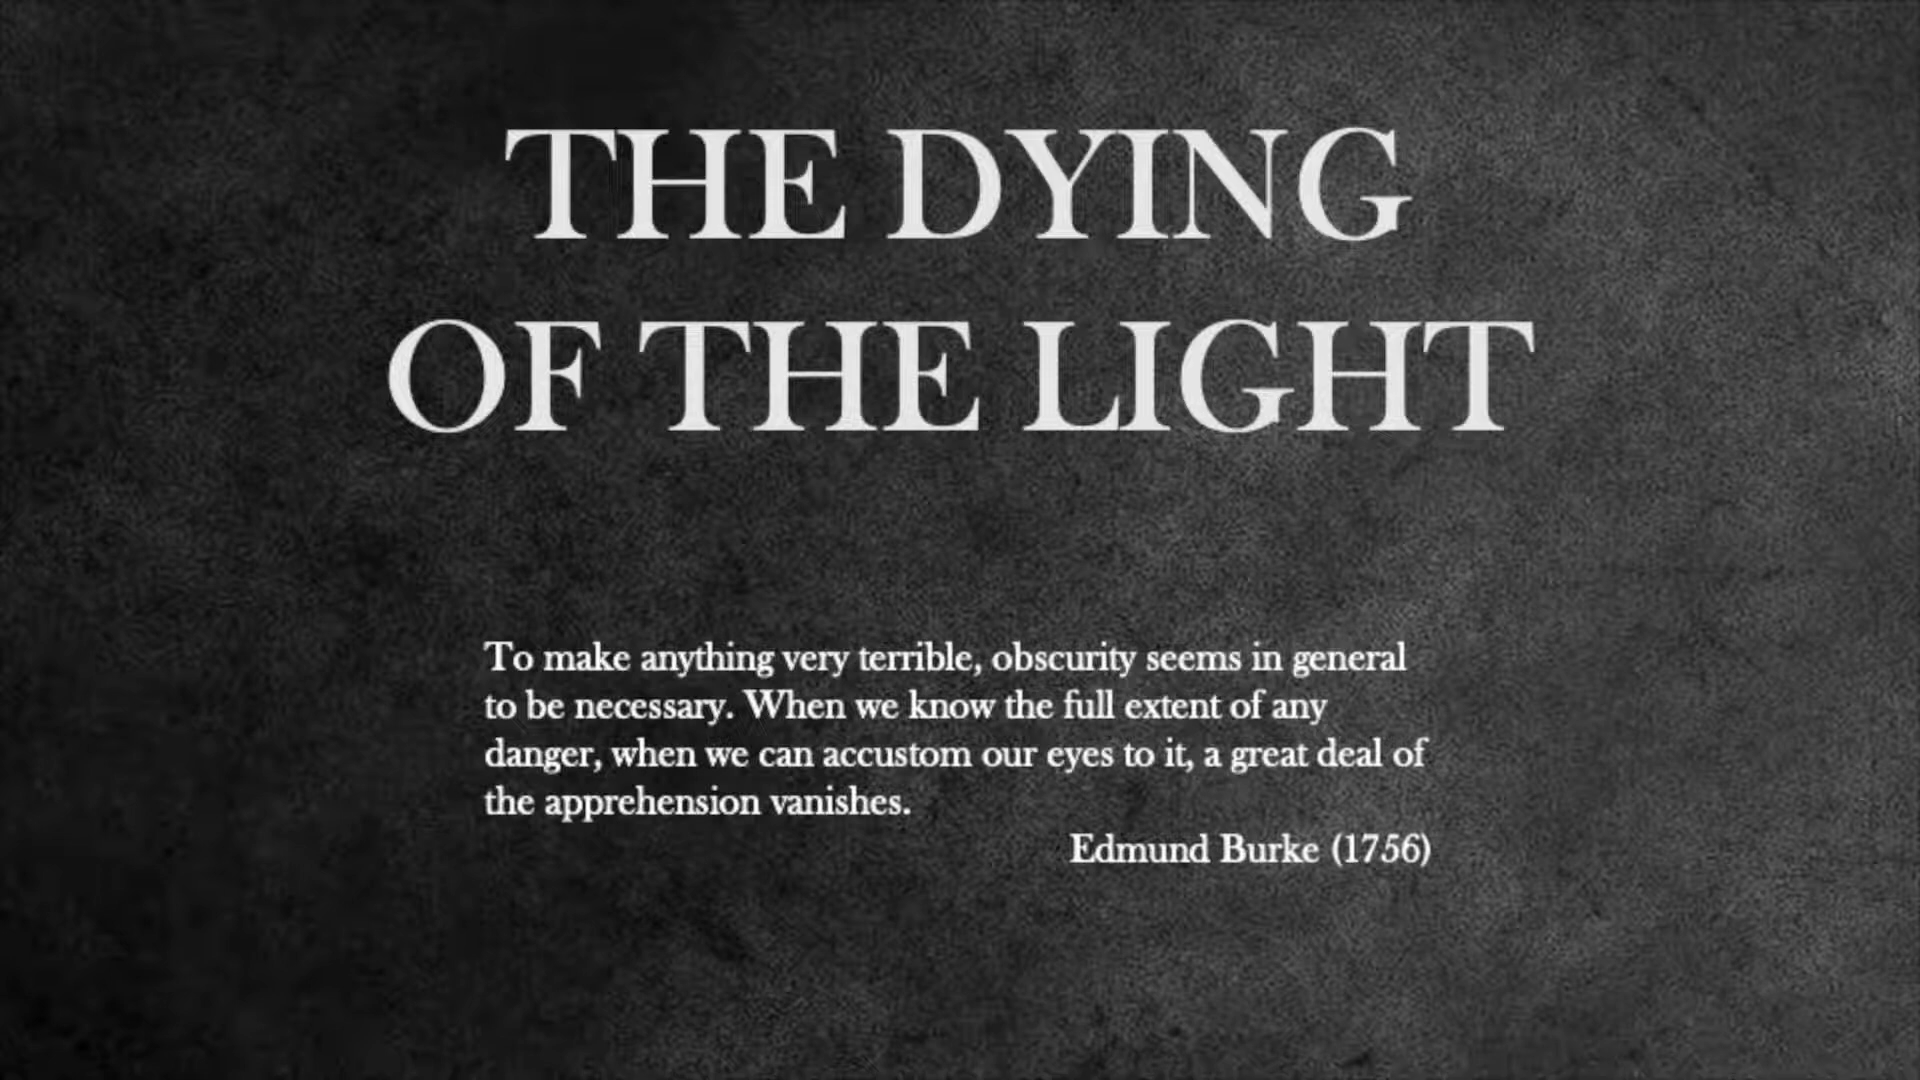 THE DYING
OF THE LIGHT
To make anything very terrible, obscurity seems in general
to be necessary. When we know the full extent of any
danger, when we can accustom our eyes to it, a great deal of
the apprehension vanishes.
Edmund Burke (1756)